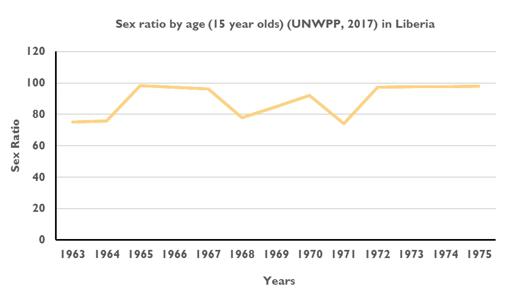 Sex ratio by age (15 year olds) (UNWPP, 2017) in Liberia
120
100
80
60
40
20
0
Sex Ratio
1963 1964 1965 1966 1967 1968 1969 1970 1971 1972 1973 1974 1975
Years